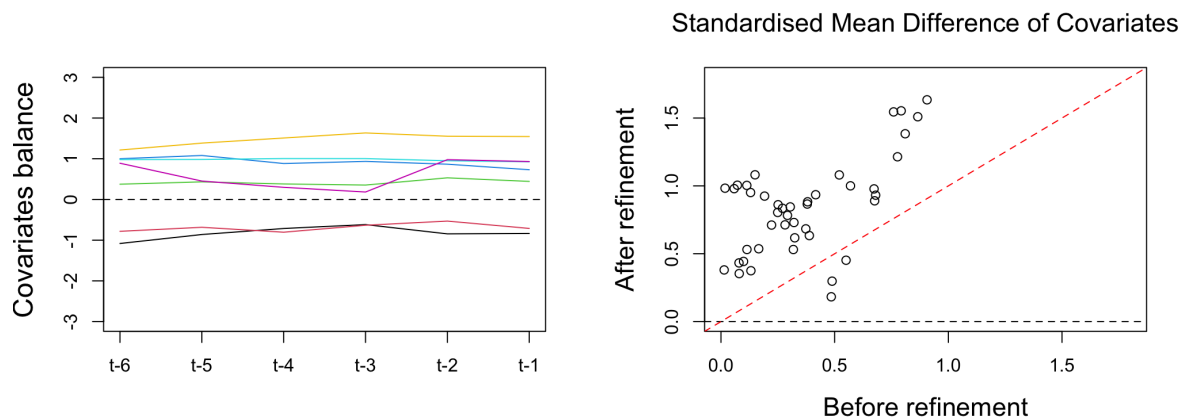 Covariates balance
3
2
1
0
-1
-2
-3
t-6 t-5 t-4 t-3 t-2 t-1
Standardised Mean Difference of Covariates
After refinement
1.5
1.0
0.5
0.0
0.0 0.5 1.0 1.5
Before refinement